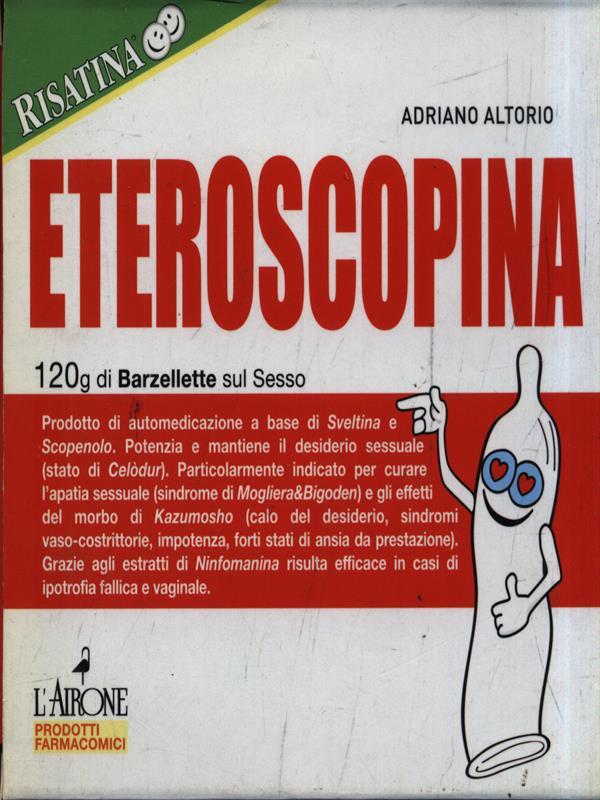 RISATINA
ADRIANO ALTORIO
ETEROSCOPINA
120g di Barzellette sul Sesso
Prodotto di automedicazione a base di Sveltina e
Scopenolo. Potenzia e mantiene il desiderio sessuale
(stato di Celòdur). Particolarmente indicato per curare
l'apatia sessuale (sindrome di Mogliera&Bigoden) e gli effetti
del morbo di Kazumosho (calo del desiderio, sindromi
vaso-costrittorie, impotenza, forti stati di ansia da prestazione).
Grazie agli estratti di Ninfomanina risulta efficace in casi di
ipotrofia fallica e vaginale.
L'AIRONE
PRODOTTI
FARMACOMICI